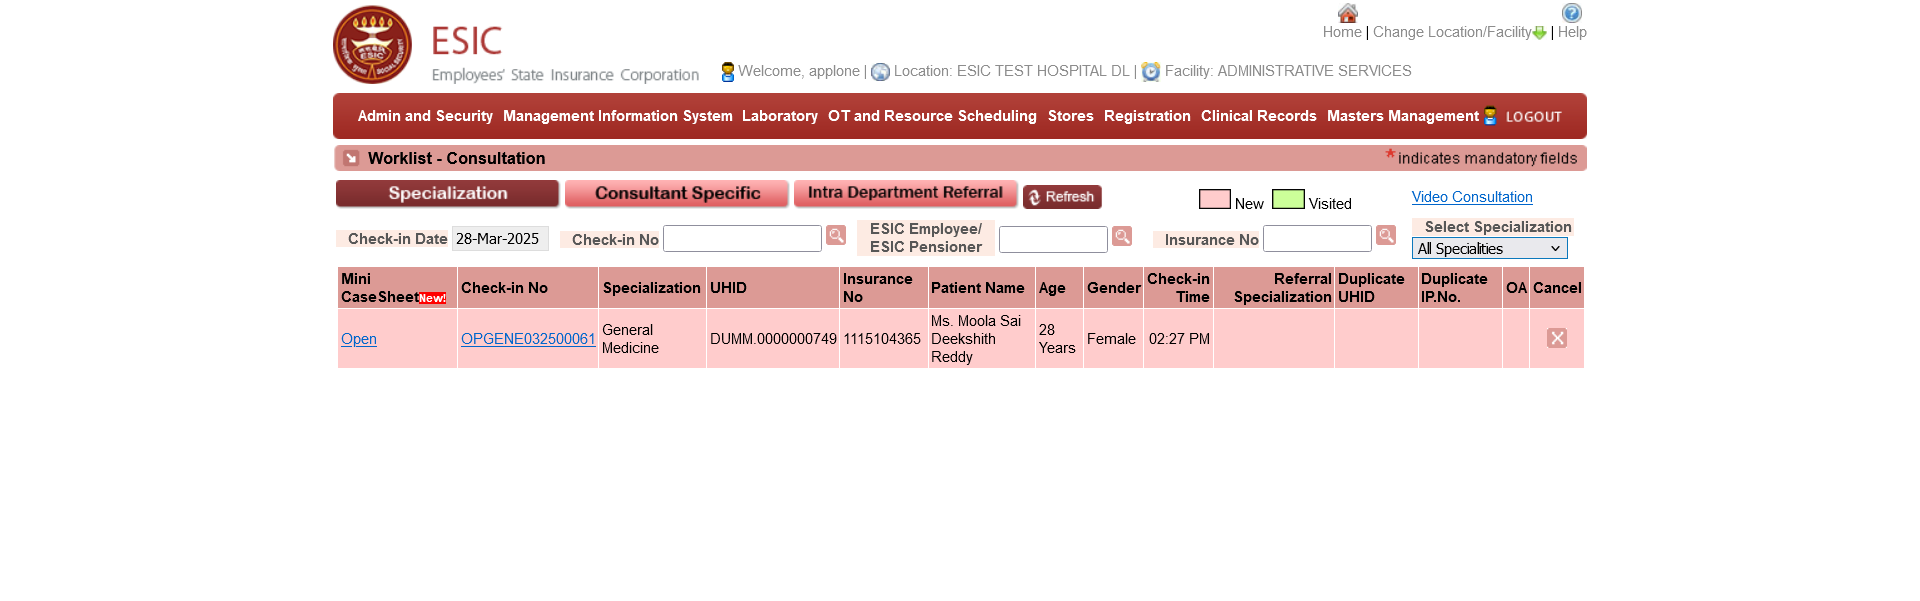 ESIC
Employees' State Insurance Corporation
Home | Change Location/Facility | Help
Welcome, applone | Location: ESIC TEST HOSPITAL DL | Facility: ADMINISTRATIVE SERVICES
Admin and Security Management Information System Laboratory OT and Resource Scheduling Stores Registration Clinical Records Masters Management LOGOUT
Worklist - Consultation
* indicates mandatory fields
Specialization Consultant Specific Intra Department Referral Refresh
New Visited
Video Consultation
Check-in Date 28-Mar-2025
Check-in No
ESIC Employee/
ESIC Pensioner
Insurance No
Select Specialization
All Specialities
Mini
CaseSheet New!
Check-in No
Specialization
UHID
Insurance
No
Patient Name
Age
Gender
Check-in
Time
Referral
Specialization
Duplicate
UHID
Duplicate
IP.No.
OA
Cancel
Open
OPGENE032500061
General
Medicine
DUMM.0000000749
1115104365
Ms. Moola Sai
Deekshith
Reddy
28
Years
Female
02:27 PM